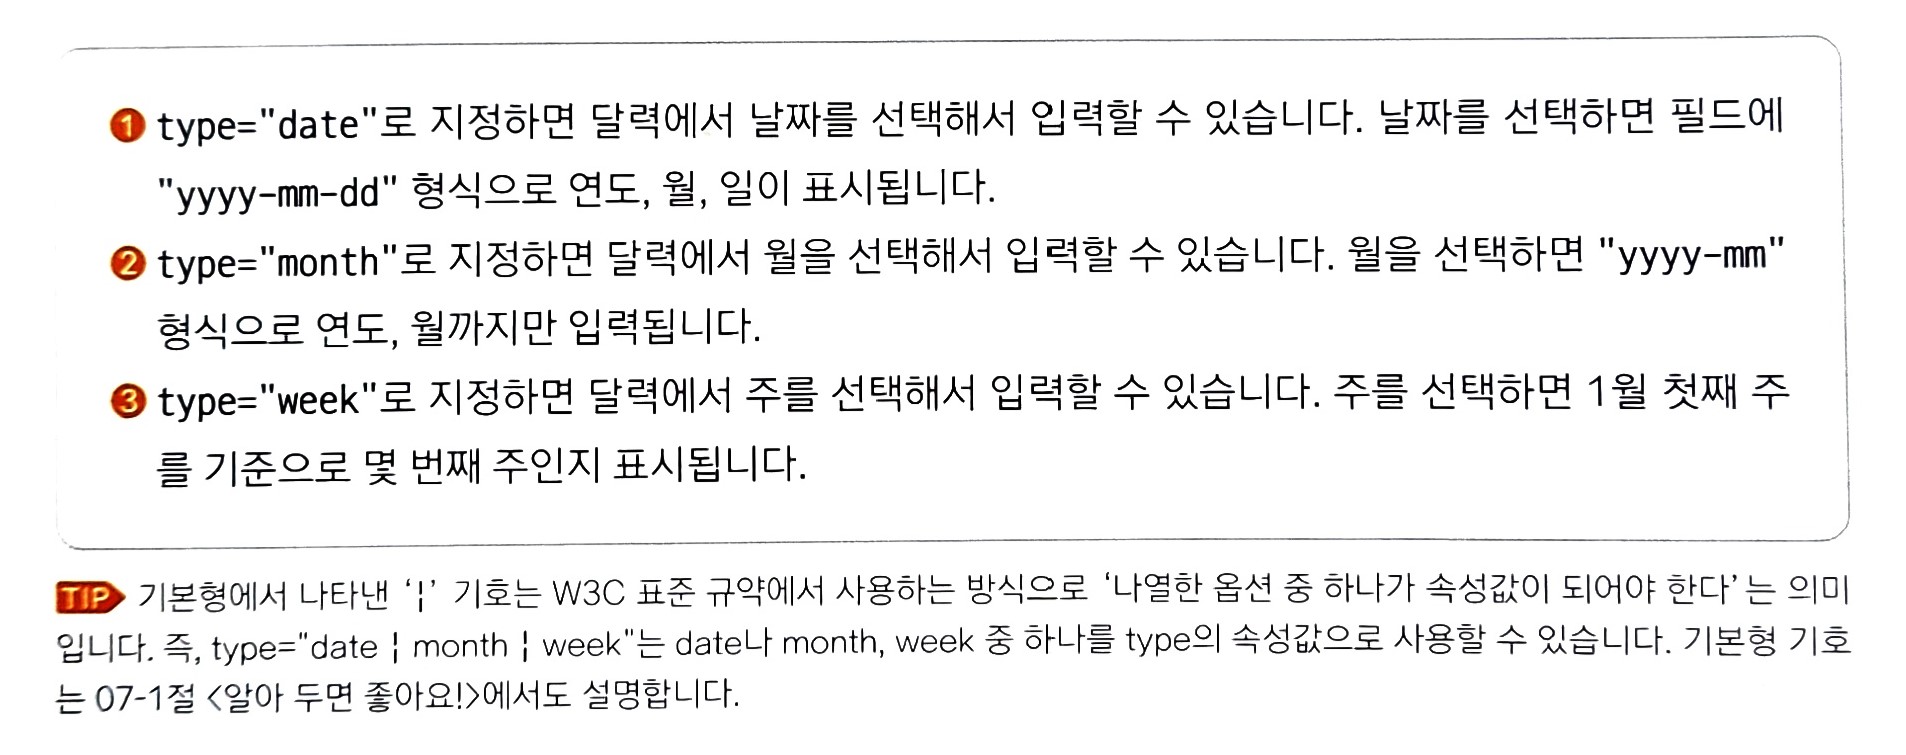 ❶ type="date"로 지정하면 달력에서 날짜를 선택해서 입력할 수 있습니다. 날짜를 선택하면 필드에
"yyyy-mm-dd" 형식으로 연도, 월, 일이 표시됩니다.
❷ type="month"로 지정하면 달력에서 월을 선택해서 입력할 수 있습니다. 월을 선택하면 "yyyy-mm"
형식으로 연도, 월까지만 입력됩니다.
❸ type="week"로 지정하면 달력에서 주를 선택해서 입력할 수 있습니다. 주를 선택하면 1월 첫째 주
를 기준으로 몇 번째 주인지 표시됩니다.
TIP 기본형에서 나타낸 ‘¦’ 기호는 W3C 표준 규약에서 사용하는 방식으로 ‘나열한 옵션 중 하나가 속성값이 되어야 한다’는 의미
입니다. 즉, type="date ¦ month ¦ week"는 date나 month, week 중 하나를 type의 속성값으로 사용할 수 있습니다. 기본형 기호
는 07-1절 <알아 두면 좋아요!>에서도 설명합니다.